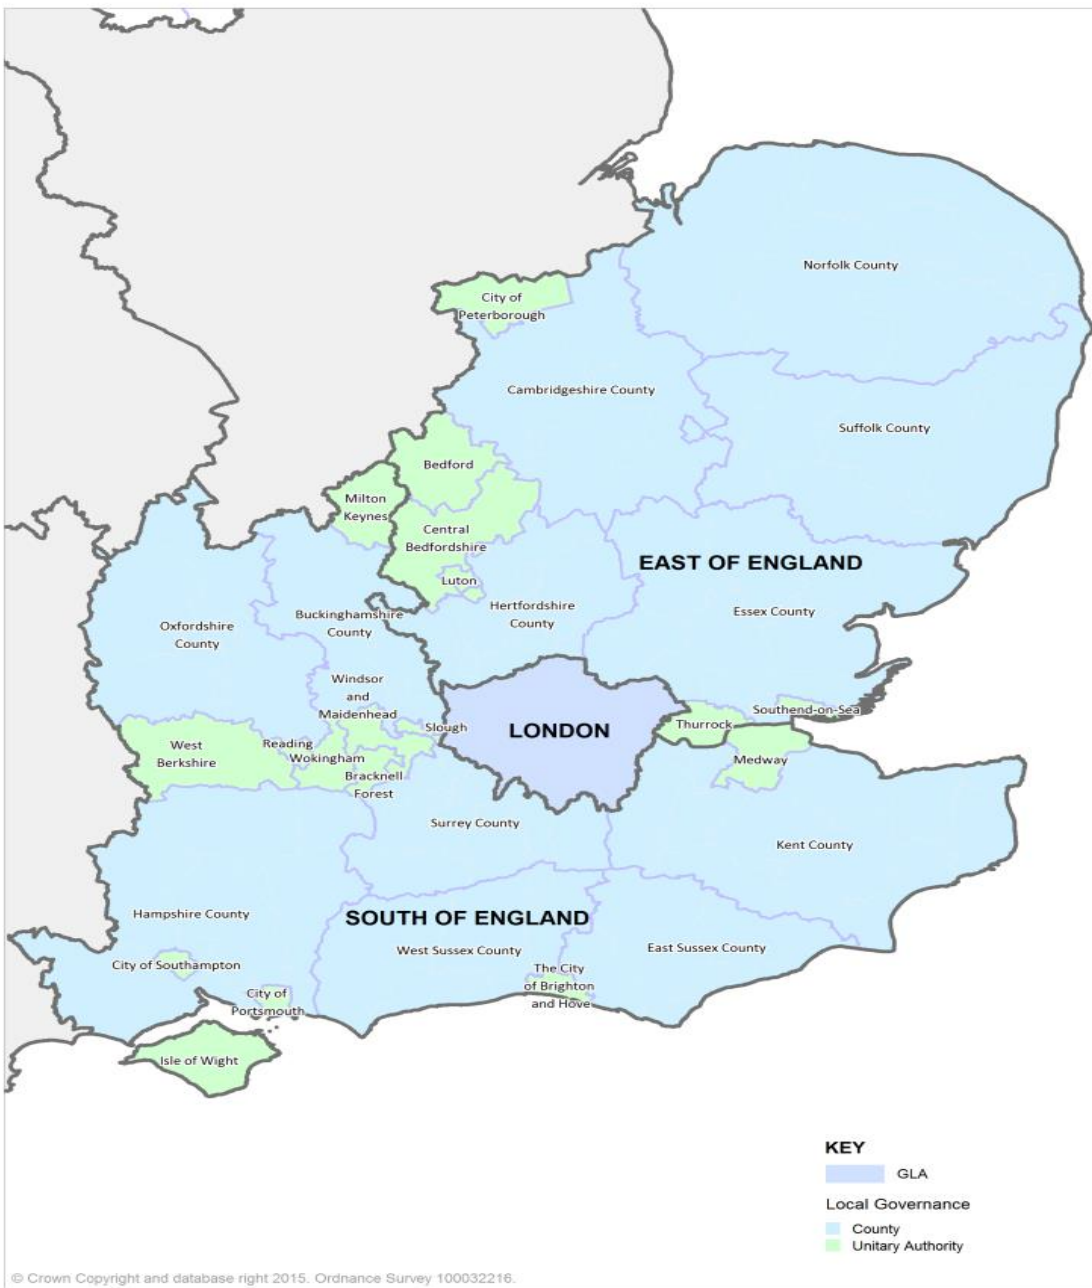 Norfolk County
City of
Peterborough
Cambridgeshire County
Suffolk County
Bedford
Milton
Keynes
Central
Bedfordshire
EAST OF ENGLAND
Luton
Hertfordshire
County
Essex County
Buckinghamshire
County
Oxfordshire
County
Windsor
and
Maidenhead
Slough
LONDON
Thurrock
Southend-on-Sea
West
Berkshire
Reading
Wokingham
Bracknell
Forest
Medway
Surrey County
Kent County
Hampshire County
SOUTH OF ENGLAND
West Sussex County
East Sussex County
City of Southampton
The City
of Brighton
and Hove
City of
Portsmouth
Isle of Wight
KEY
GLA
Local Governance
County
Unitary Authority
© Crown Copyright and database right 2015. Ordnance Survey 100032216.